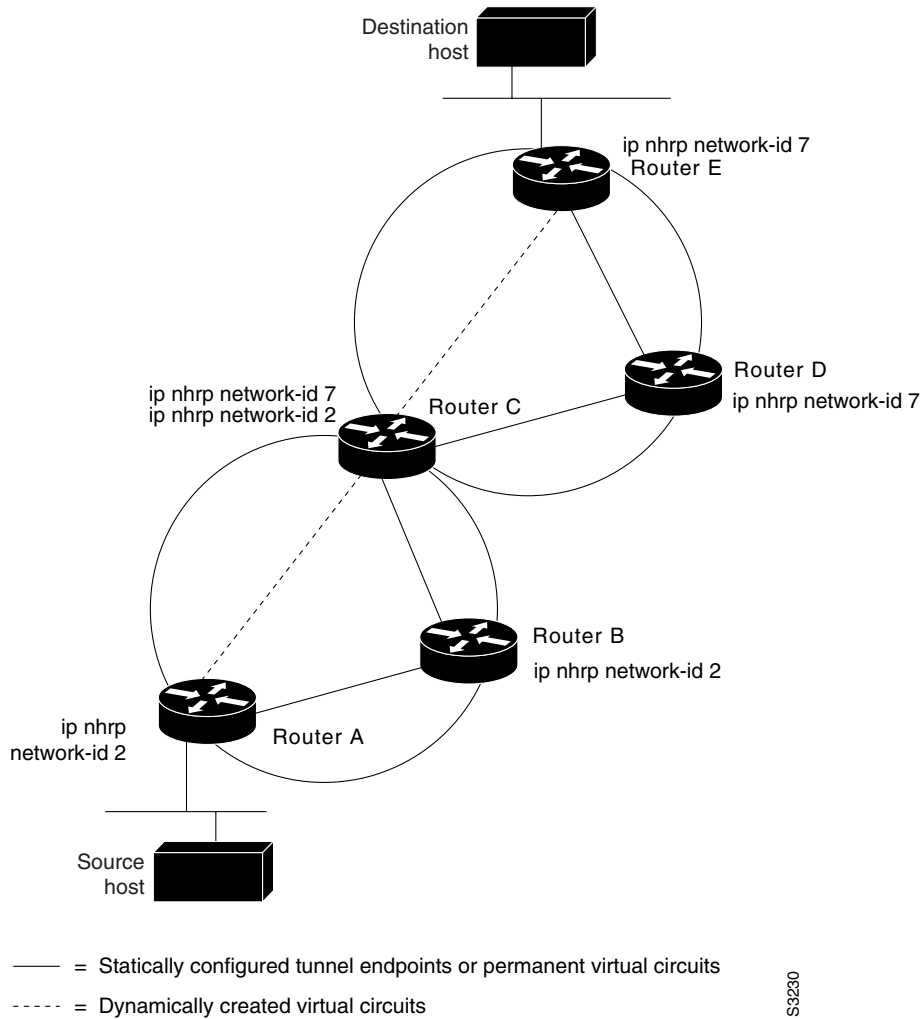 Destination
host
ip nhrp network-id 7
Router E
Router D
ip nhrp network-id 7
ip nhrp network-id 7
ip nhrp network-id 2
Router C
Router B
ip nhrp network-id 2
ip nhrp
network-id 2
Router A
Source
host
= Statically configured tunnel endpoints or permanent virtual circuits
= Dynamically created virtual circuits
S3230